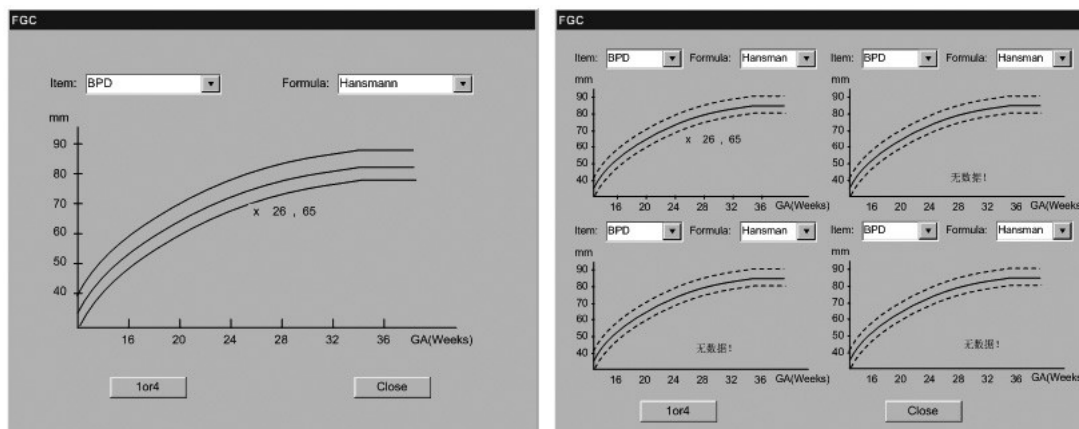 FGC
Item: BPD Formula: Hansmann
mm
90
80
70
60
50
40
x 26 , 65
16 20 24 28 32 36 GA(Weeks)
1or4 Close
FGC
Item: BPD Formula: Hansman Item: BPD Formula: Hansman
mm mm
90 90
80 80
70 70
60 60
50 50
40 40
x 26 , 65
无数据!
16 20 24 28 32 36 GA(Weeks) 16 20 24 28 32 36 GA(Weeks)
Item: BPD Formula: Hansman Item: BPD Formula: Hansman
mm mm
90 90
80 80
70 70
60 60
50 50
40 40
无数据! 无数据!
16 20 24 28 32 36 GA(Weeks) 16 20 24 28 32 36 GA(Weeks)
1or4 Close